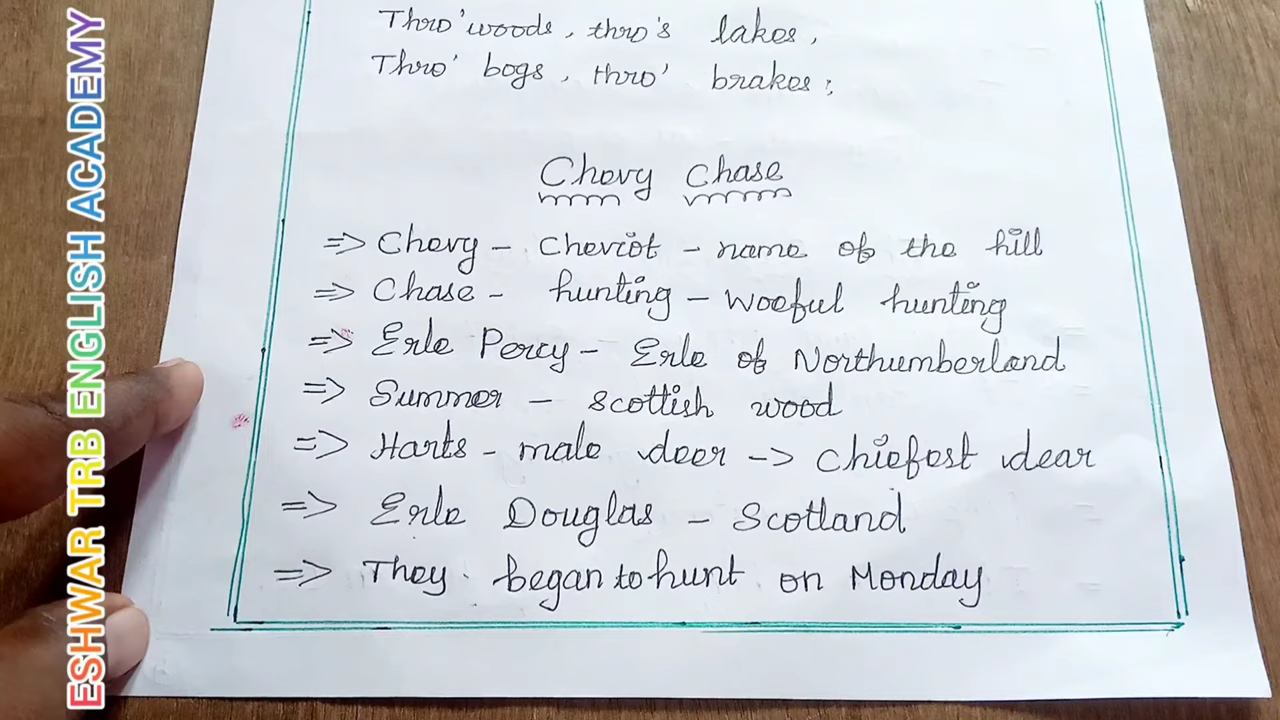 Thro' woods, thro's lakes,
Thro' bogs, thro' brakes;
Chevy Chase
=> Chevy - Cheviot - name of the hill
=> Chase - hunting - Woeful hunting
=> Erle Percy - Erle of Northumberland
=> Summer - Scottish wood
=> Harts - male deer -> Chiefest dear
=> Erle Douglas - Scotland
=> They began to hunt on Monday
ESHWAR TRB ENGLISH ACADEMY